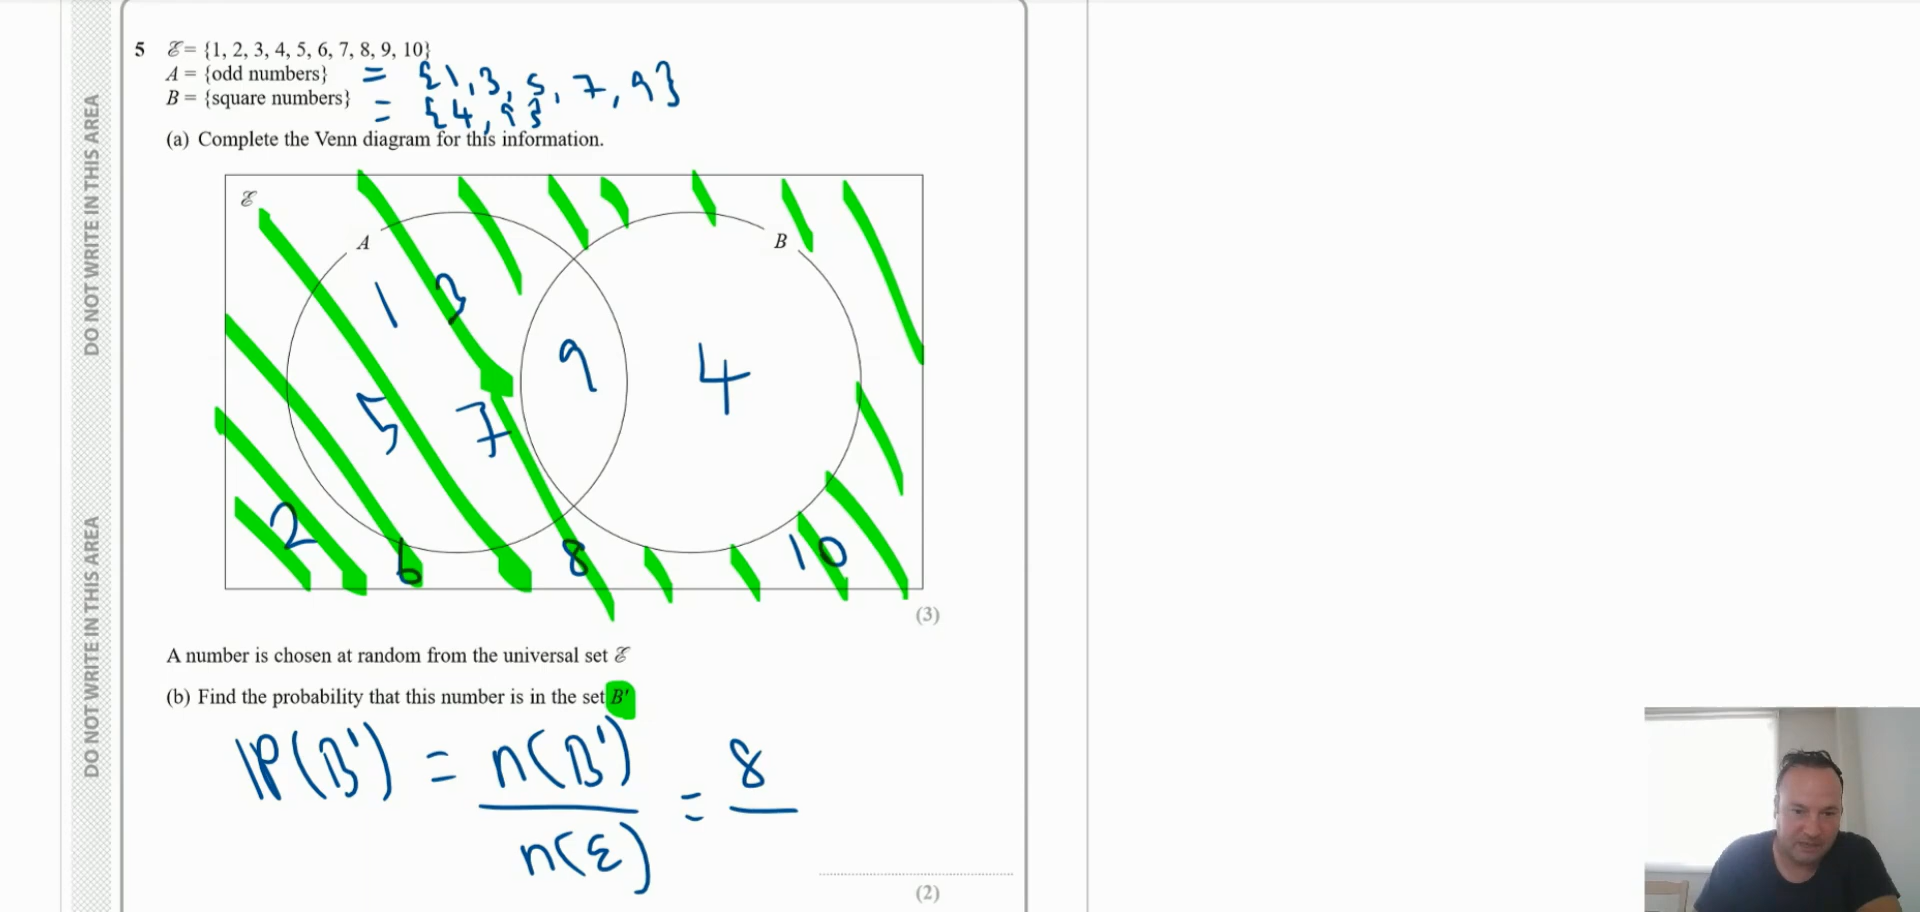 5 ℰ = {1, 2, 3, 4, 5, 6, 7, 8, 9, 10}
A = {odd numbers} = {1, 3, 5, 7, 9}
B = {square numbers} = {4, 9}
(a) Complete the Venn diagram for this information.
ℰ
A B
1 3
9 4
5 7
2 6 8 10
(3)
A number is chosen at random from the universal set ℰ
(b) Find the probability that this number is in the set B'
P(B') = n(B') / n(ℰ) = 8
(2)
DO NOT WRITE IN THIS AREA
DO NOT WRITE IN THIS AREA